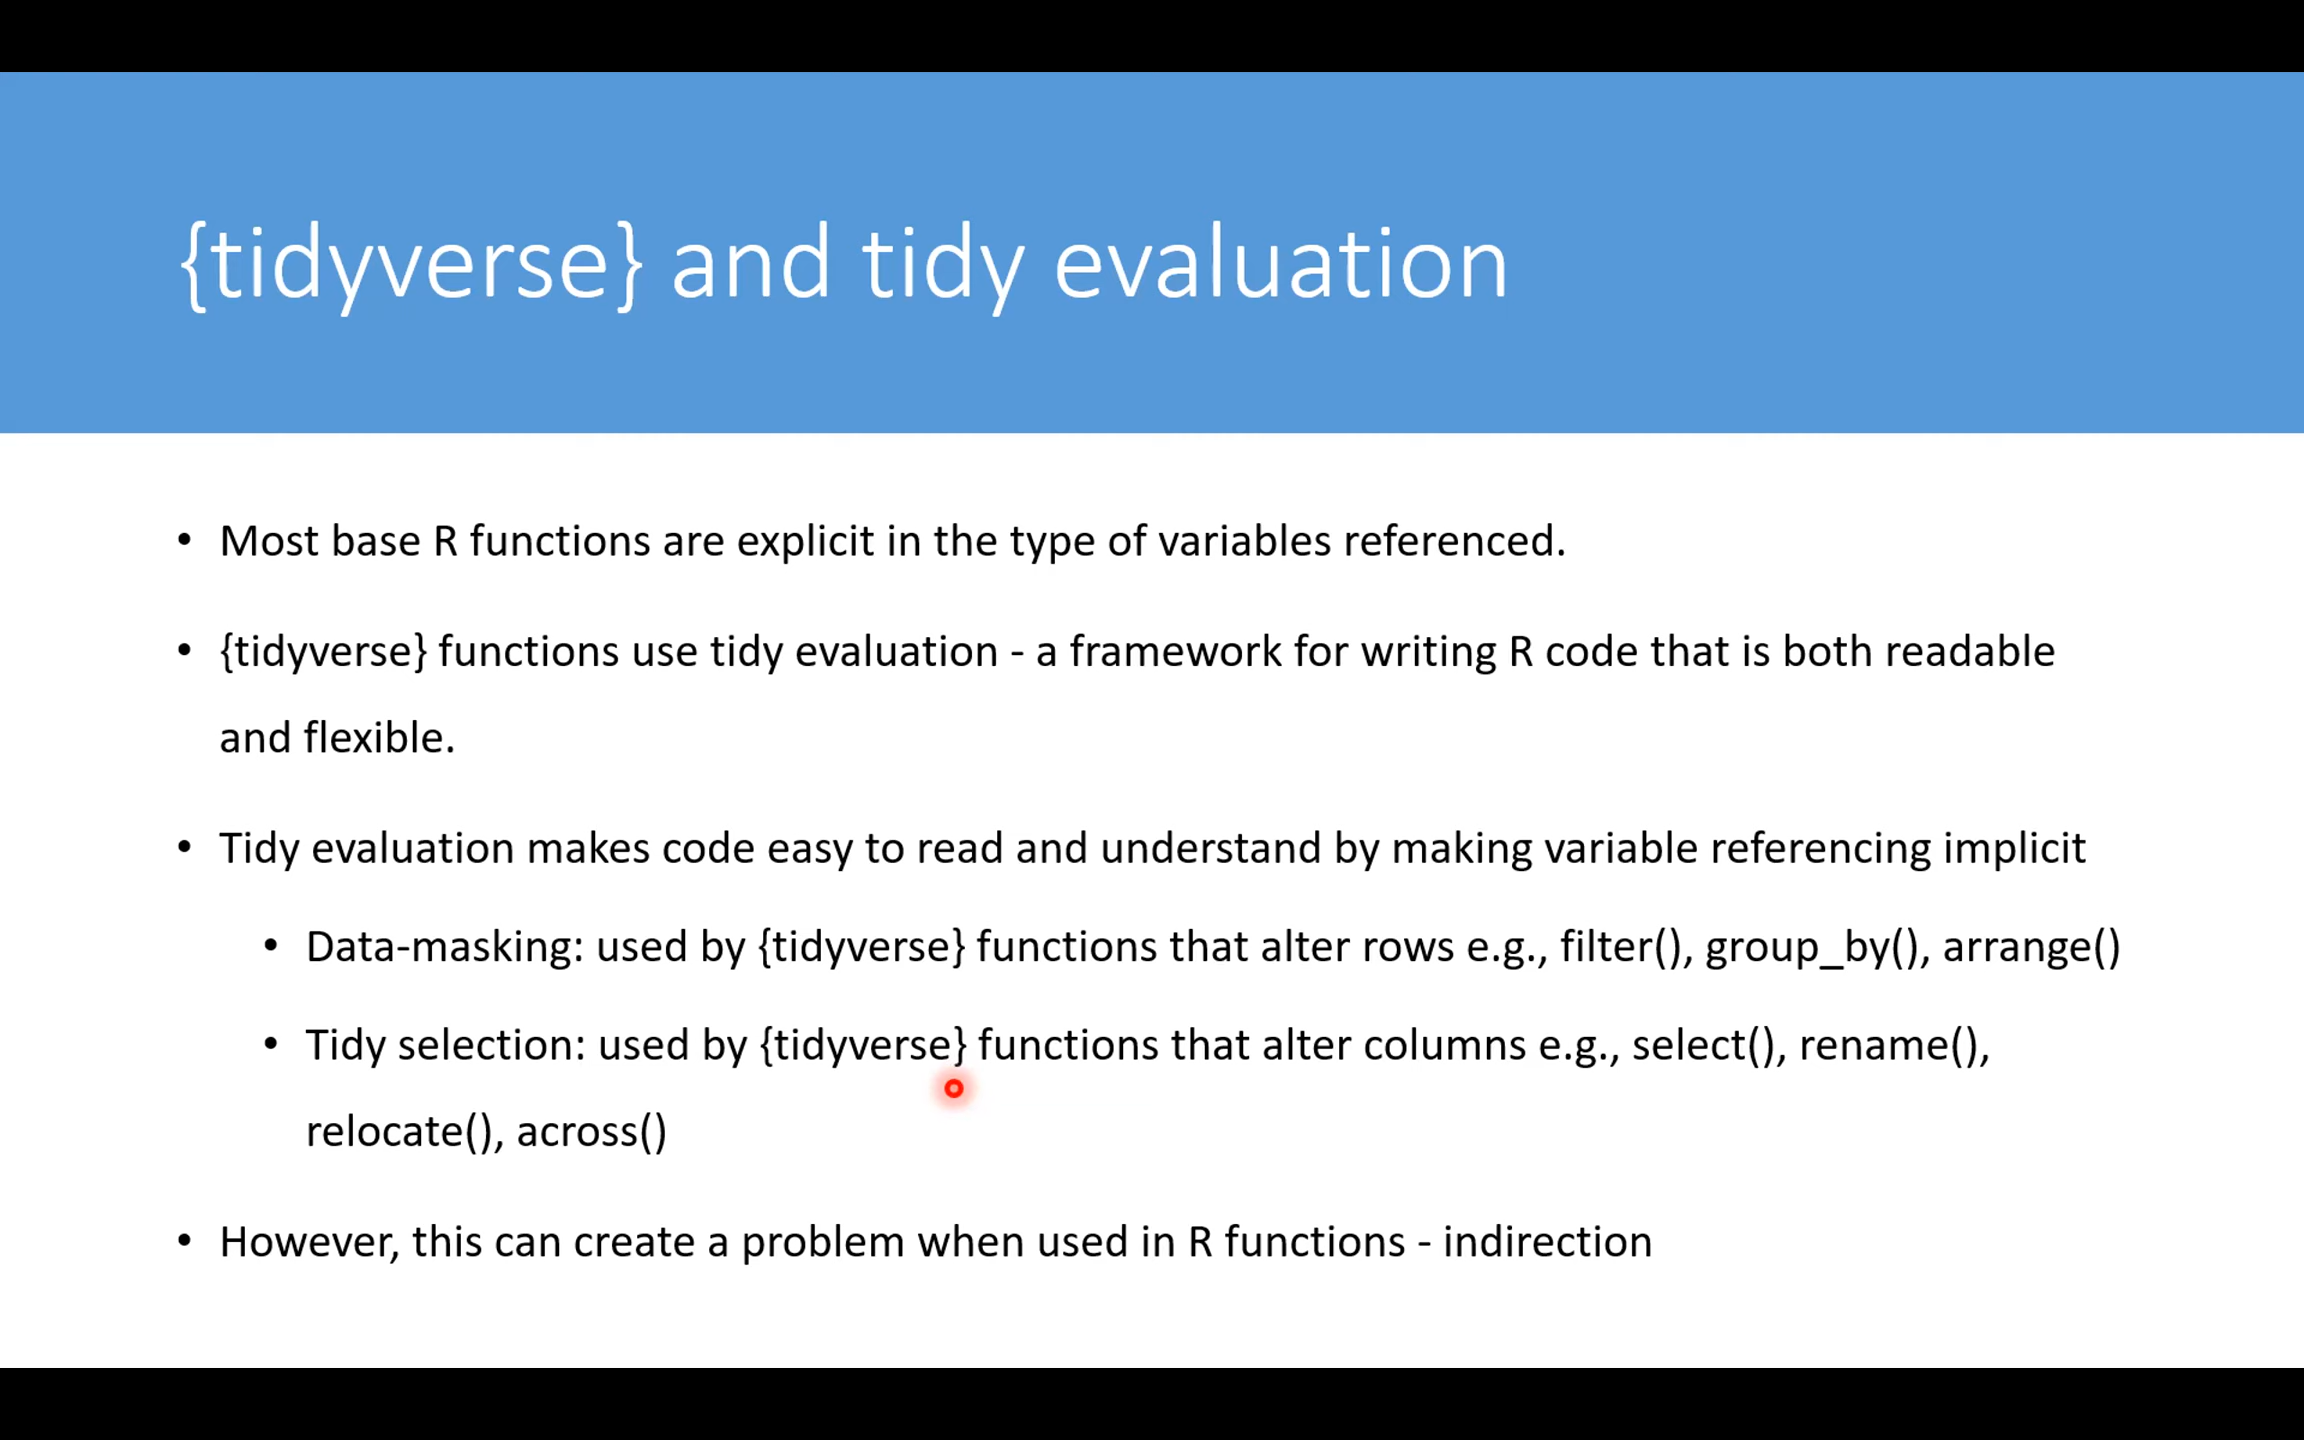 {tidyverse} and tidy evaluation
• Most base R functions are explicit in the type of variables referenced.
• {tidyverse} functions use tidy evaluation - a framework for writing R code that is both readable
and flexible.
• Tidy evaluation makes code easy to read and understand by making variable referencing implicit
• Data-masking: used by {tidyverse} functions that alter rows e.g., filter(), group_by(), arrange()
• Tidy selection: used by {tidyverse} functions that alter columns e.g., select(), rename(),
relocate(), across()
• However, this can create a problem when used in R functions - indirection